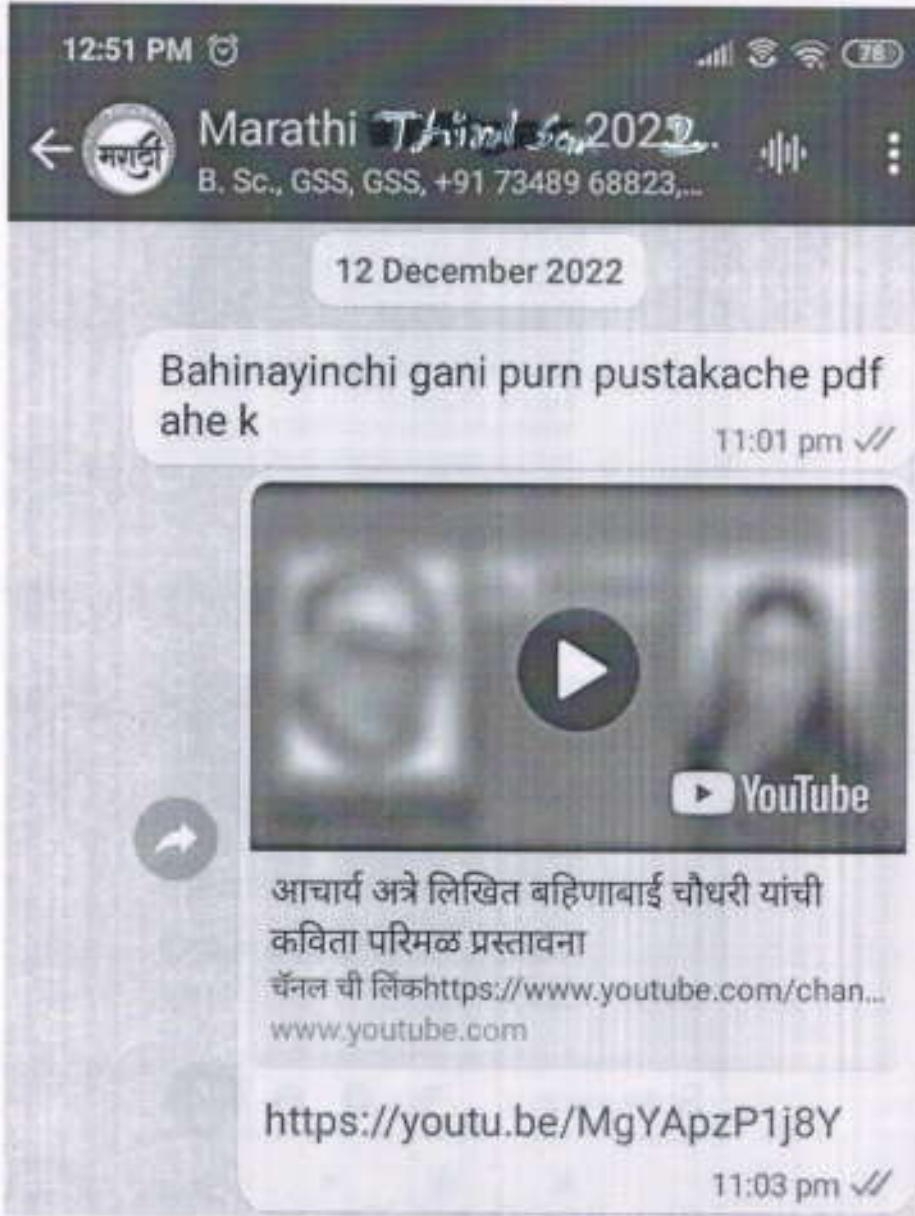 12:51 PM 78
मराठी
Marathi Third Sem 2022..
B. Sc., GSS, GSS, +91 73489 68823,...
12 December 2022
Bahinayinchi gani purn pustakache pdf
ahe k
11:01 pm
YouTube
आचार्य अत्रे लिखित बहिणाबाई चौधरी यांची
कविता परिमळ प्रस्तावना
चॅनल ची लिंकhttps://www.youtube.com/chan...
www.youtube.com
https://youtu.be/MgYApzP1j8Y
11:03 pm